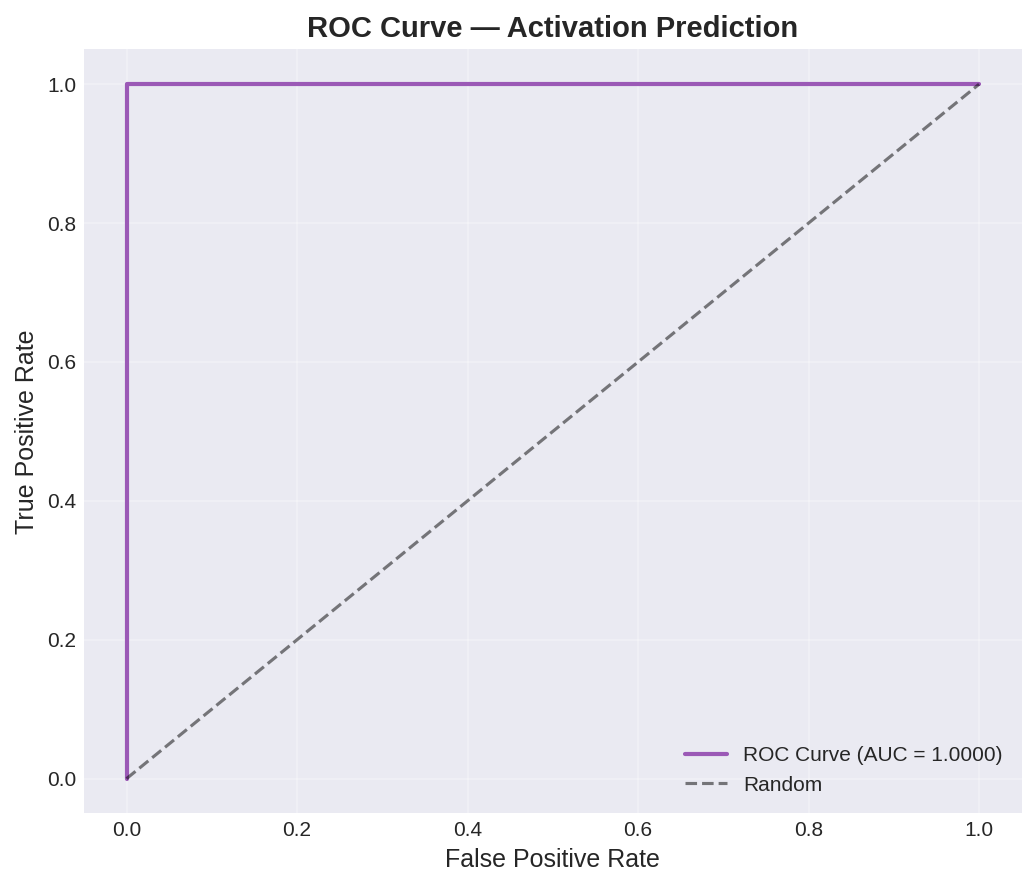 ROC Curve — Activation Prediction
True Positive Rate
1.0
0.8
0.6
0.4
0.2
0.0
ROC Curve (AUC = 1.0000)
Random
0.0 0.2 0.4 0.6 0.8 1.0
False Positive Rate